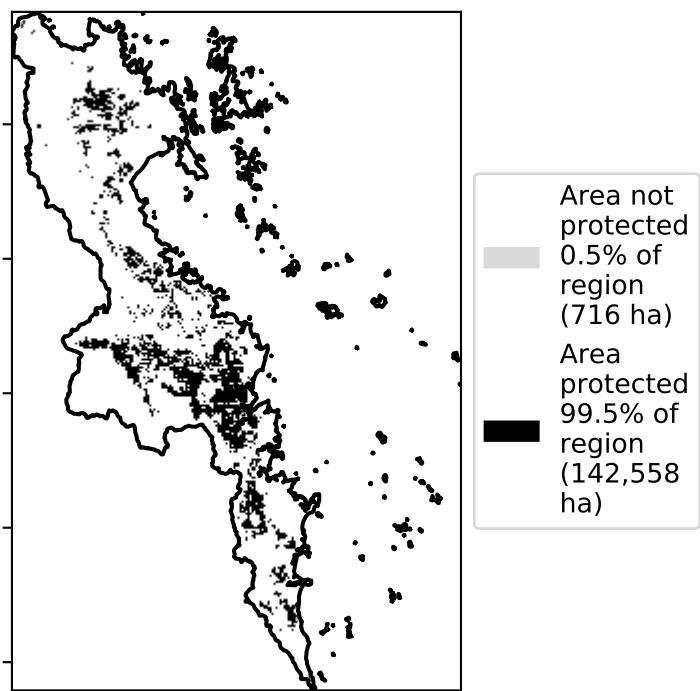 Area not
protected
0.5% of
region
(716 ha)
Area
protected
99.5% of
region
(142,558
ha)